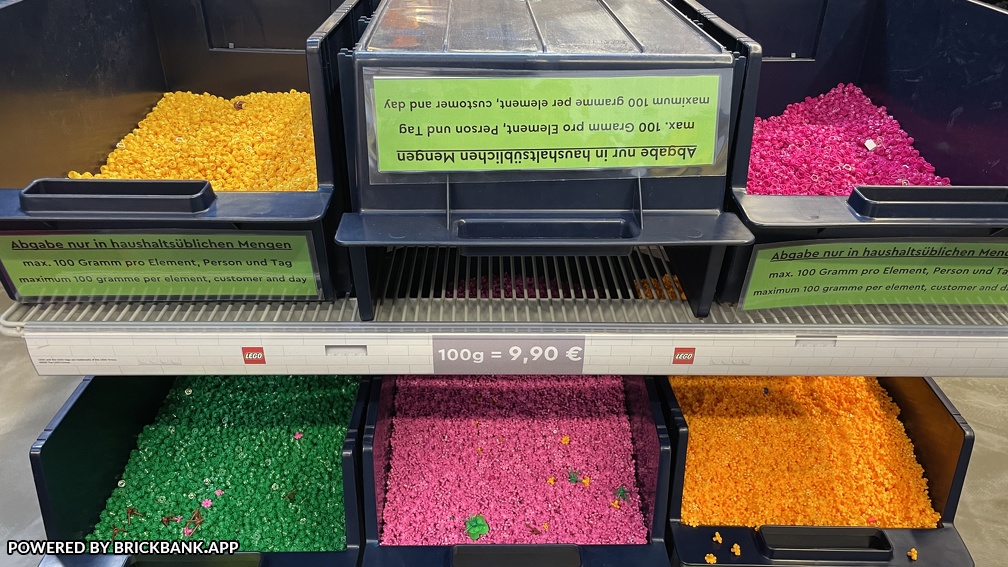 Abgabe nur in haushaltsüblichen Mengen
max. 100 Gramm pro Element, Person und Tag
maximum 100 gramme per element, customer and day
Abgabe nur in haushaltsüblichen Mengen
max. 100 Gramm pro Element, Person und Tag
maximum 100 gramme per element, customer and day
Abgabe nur in haushaltsüblichen Meng
max. 100 Gramm pro Element, Person und T
maximum 100 gramme per element, customer and da
LEGO
100g = 9,90 €
LEGO
POWERED BY BRICKBANK.APP